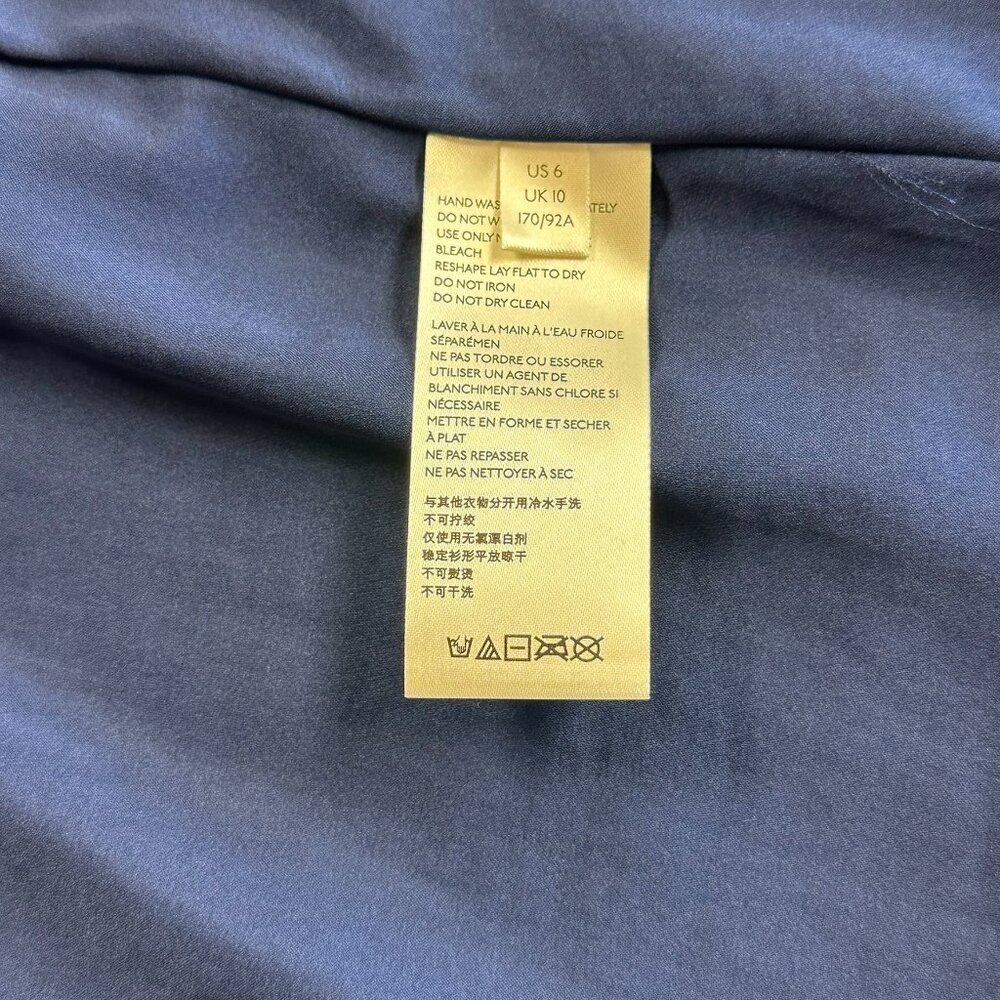 US 6
UK 10
170/92A
HAND WAS ATELY
DO NOT W
USE ONLY
BLEACH
RESHAPE LAY FLAT TO DRY
DO NOT IRON
DO NOT DRY CLEAN
LAVER À LA MAIN À L'EAU FROIDE
SÉPARÉMEN
NE PAS TORDRE OU ESSORER
UTILISER UN AGENT DE
BLANCHIMENT SANS CHLORE SI
NÉCESSAIRE
METTRE EN FORME ET SECHER
À PLAT
NE PAS REPASSER
NE PAS NETTOYER À SEC
与其他衣物分开用冷水手洗
不可拧绞
仅使用无氯漂白剂
稳定衫形平放晾干
不可熨烫
不可干洗